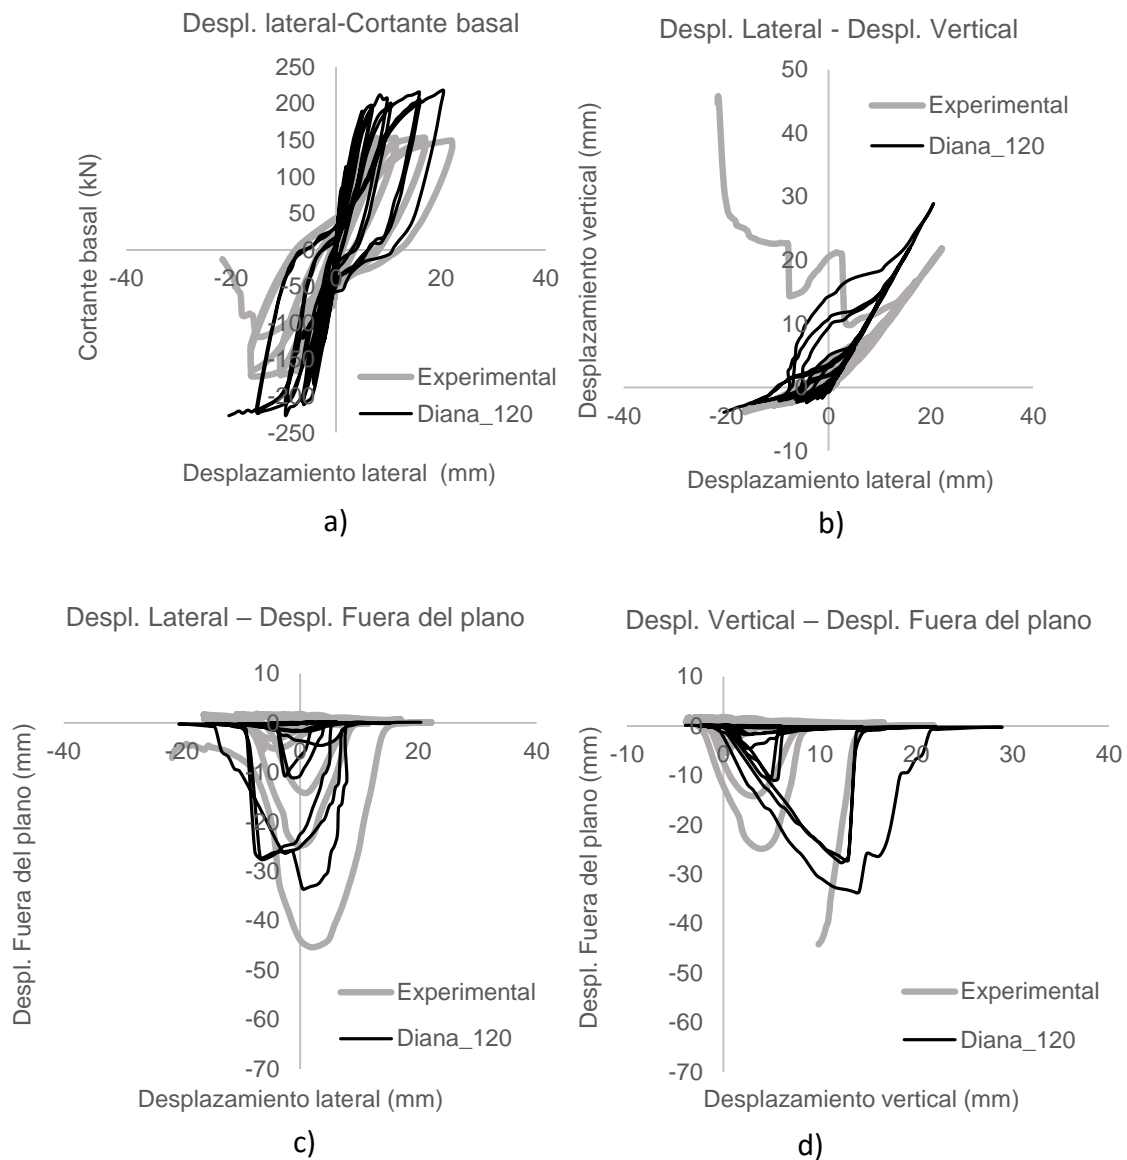 Despl. lateral-Cortante basal
250
200
150
100
50
0
-50
-100
-150
-200
-250
-40
-20
0
20
40
Cortante basal (kN)
Experimental
Diana_120
Desplazamiento lateral (mm)
a)
Despl. Lateral - Despl. Vertical
50
40
30
20
10
0
-10
-40
-20
0
20
40
Desplazamiento vertical (mm)
Experimental
Diana_120
Desplazamiento lateral (mm)
b)
Despl. Lateral – Despl. Fuera del plano
10
0
-10
-20
-30
-40
-50
-60
-70
-40
-20
0
20
40
Despl. Fuera del plano (mm)
Experimental
Diana_120
Desplazamiento lateral (mm)
c)
Despl. Vertical – Despl. Fuera del plano
10
0
-10
-20
-30
-40
-50
-60
-70
-10
0
10
20
30
40
Despl. Fuera del plano (mm)
Experimental
Diana_120
Desplazamiento vertical (mm)
d)